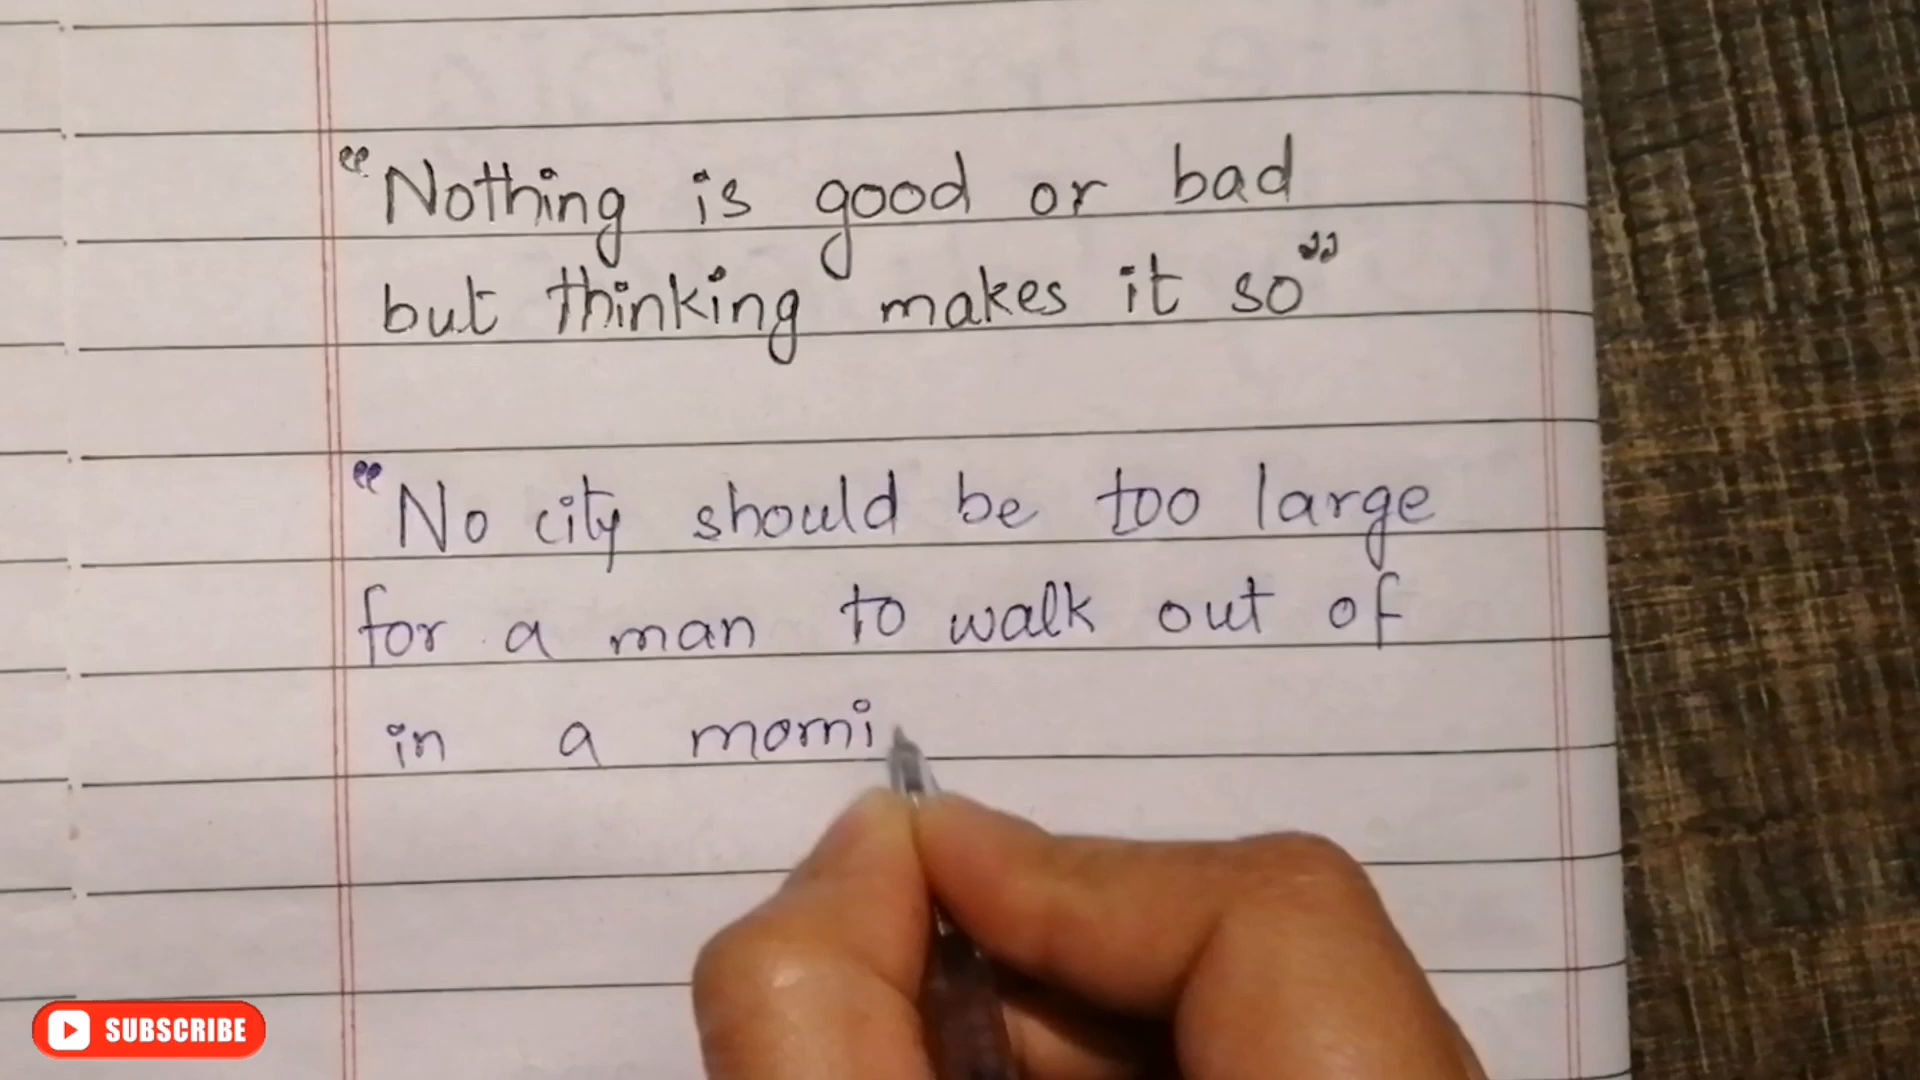 “Nothing is good or bad
but thinking makes it so”
“No city should be too large
for a man to walk out of
in a morni
SUBSCRIBE